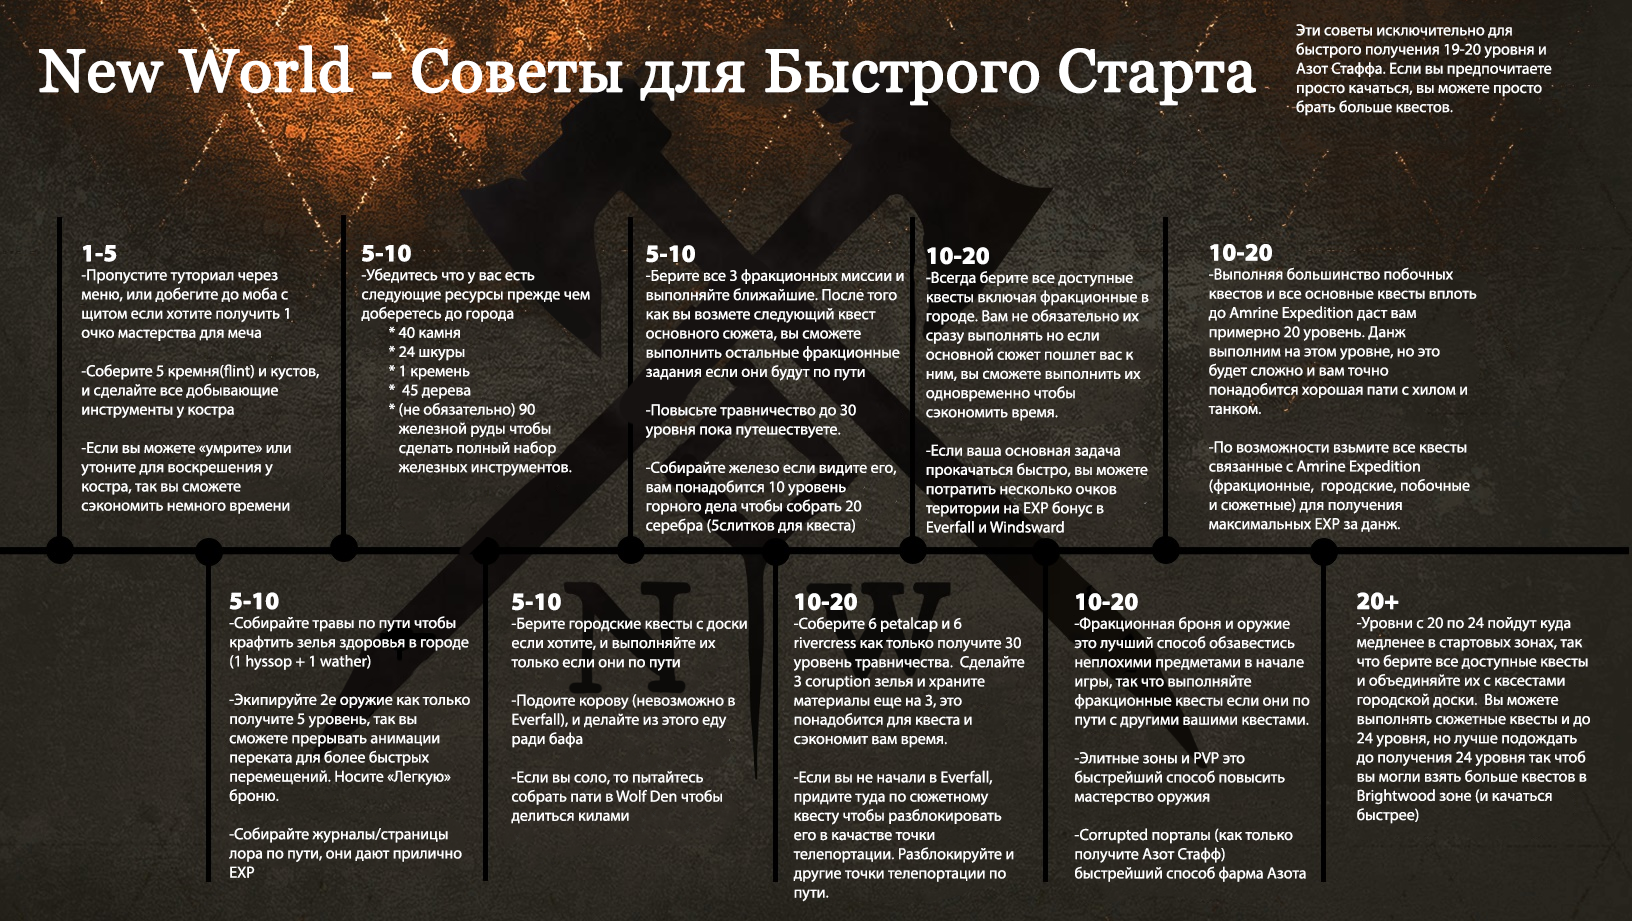 New World - Советы для Быстрого Старта
Эти советы исключительно для
быстрого получения 19-20 уровня и
Азот Стаффа. Если вы предпочитаете
просто качаться, вы можете просто
брать больше квестов.
1-5
-Пропустите туториал через
меню, или добегите до моба с
щитом если хотите получить 1
очко мастерства для меча
-Соберите 5 кремня(flint) и кустов,
и сделайте все добывающие
инструменты у костра
-Если вы можете «умрите» или
утоните для воскрешения у
костра, так вы сможете
сэкономить немного времени
5-10
-Собирайте травы по пути чтобы
крафтить зелья здоровья в городе
(1 hyssop + 1 wather)
-Экипируйте 2е оружие как только
получите 5 уровень, так вы
сможете прерывать анимации
переката для более быстрых
перемещений. Носите «Легкую»
броню.
-Собирайте журналы/страницы
лора по пути, они дают прилично
EXP
5-10
-Убедитесь что у вас есть
следующие ресурсы прежде чем
доберетесь до города
* 40 камня
* 24 шкуры
* 1 кремень
* 45 дерева
* (не обязательно) 90
железной руды чтобы
сделать полный набор
железных инструментов.
5-10
-Берите городские квесты с доски
если хотите, и выполняйте их
только если они по пути
-Подоите корову (невозможно в
Everfall), и делайте из этого еду
ради бафа
-Если вы соло, то пытайтесь
собрать пати в Wolf Den чтобы
делиться килами
5-10
-Берите все 3 фракционных миссии и
выполняйте ближайшие. После того
как вы возмете следующий квест
основного сюжета, вы сможете
выполнить остальные фракционные
задания если они будут по пути
-Повысьте травничество до 30
уровня пока путешествуете.
-Собирайте железо если видите его,
вам понадобится 10 уровень
горного дела чтобы собрать 20
серебра (5слитков для квеста)
10-20
-Соберите 6 petalcap и 6
rivercress как только получите 30
уровень травничества. Сделайте
3 coruption зелья и храните
материалы еще на 3, это
понадобится для квеста и
сэкономит вам время.
-Если вы не начали в Everfall,
придите туда по сюжетному
квесту чтобы разблокировать
его в качастве точки
телепортации. Разблокируйте и
другие точки телепортации по
пути.
10-20
-Всегда берите все доступные
квесты включая фракционные в
городе. Вам не обязательно их
сразу выполнять но если
основной сюжет пошлет вас к
ним, вы сможете выполнить их
одновременно чтобы
сэкономить время.
-Если ваша основная задача
прокачаться быстро, вы можете
потратить несколько очков
територии на EXP бонус в
Everfall и Windsward
10-20
-Фракционная броня и оружие
это лучший способ обзавестись
неплохими предметами в начале
игры, так что выполняйте
фракционные квесты если они по
пути с другими вашими квестами.
-Элитные зоны и PVP это
быстрейший способ повысить
мастерство оружия
-Corrupted порталы (как только
получите Азот Стафф)
быстрейший способ фарма Азота
10-20
-Выполняя большинство побочных
квестов и все основные квесты вплоть
до Amrine Expedition даст вам
примерно 20 уровень. Данж
выполним на этом уровне, но это
будет сложно и вам точно
понадобится хорошая пати с хилом и
танком.
-По возможности взьмите все квесты
связанные с Amrine Expedition
(фракционные, городские, побочные
и сюжетные) для получения
максимальных EXP за данж.
20+
-Уровни с 20 по 24 пойдут куда
медленее в стартовых зонах, так
что берите все доступные квесты
и объединяйте их с квсестами
городской доски. Вы можете
выполнять сюжетные квесты и до
24 уровня, но лучше подождать
до получения 24 уровня так чтоб
вы могли взять больше квестов в
Brightwood зоне (и качаться
быстрее)
N W